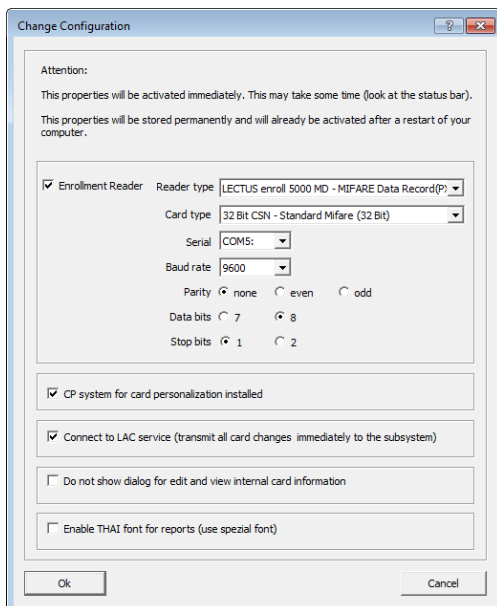 Change Configuration
Attention:
This properties will be activated immediately. This may take some time (look at the status bar).
This properties will be stored permanently and will already be activated after a restart of your
computer.
Enrollment Reader Reader type LECTUS enroll 5000 MD - MIFARE Data Record(P)
Card type 32 Bit CSN - Standard Mifare (32 Bit)
Serial COM5:
Baud rate 9600
Parity none even odd
Data bits 7 8
Stop bits 1 2
CP system for card personalization installed
Connect to LAC service (transmit all card changes immediately to the subsystem)
Do not show dialog for edit and view internal card information
Enable THAI font for reports (use spezial font)
Ok Cancel